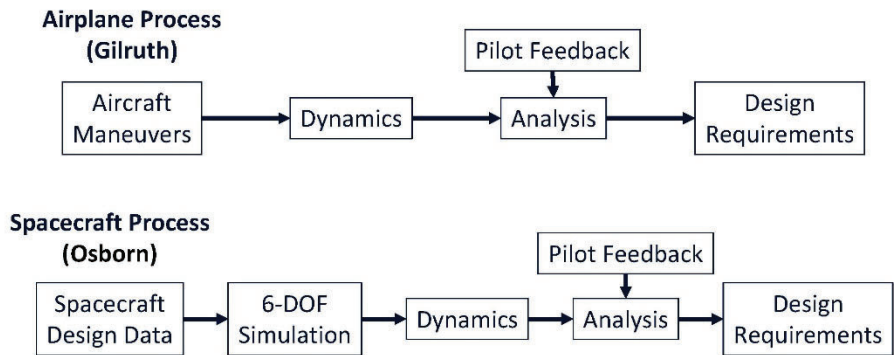 Airplane Process
(Gilruth)
Pilot Feedback
Aircraft
Maneuvers
Dynamics
Analysis
Design
Requirements
Spacecraft Process
(Osborn)
Pilot Feedback
Spacecraft
Design Data
6-DOF
Simulation
Dynamics
Analysis
Design
Requirements